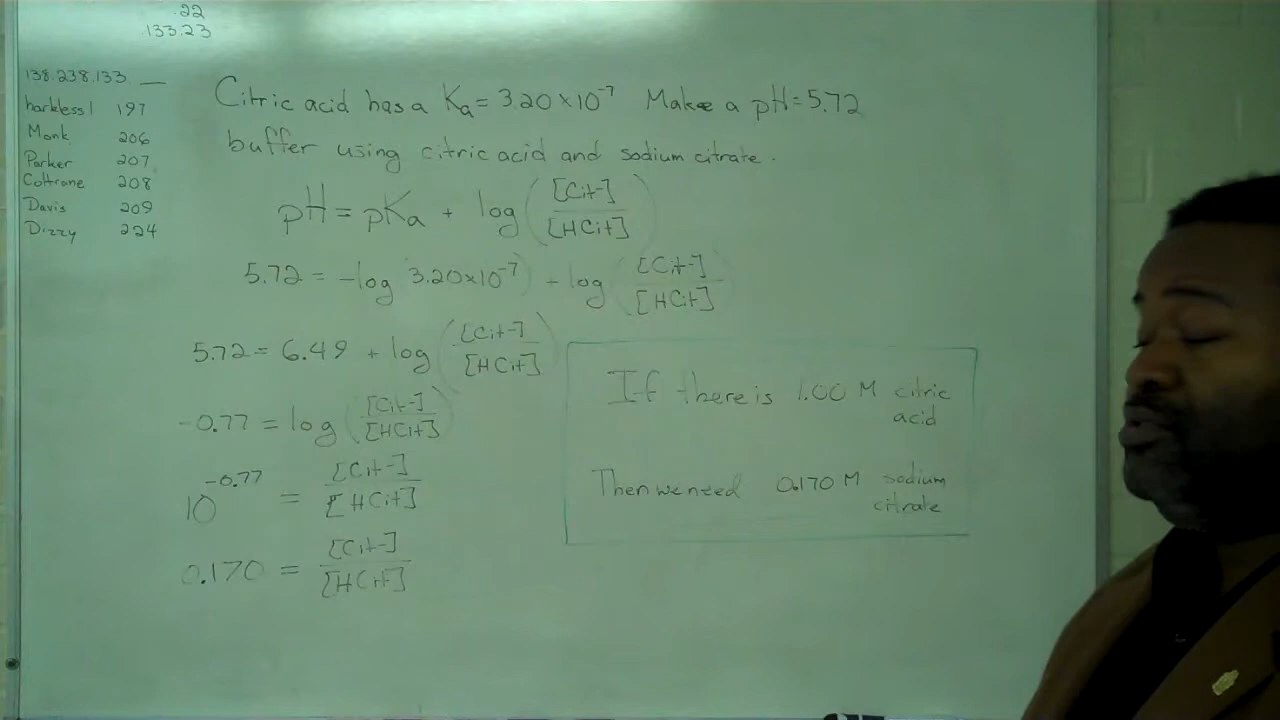 .22
133.23
138.238.133. __
harkless1 197
Monk 206
Parker 207
Coltrane 208
Davis 209
Dizzy 224
Citric acid has a Ka = 3.20 x 10⁻⁷ Make a pH = 5.72
buffer using citric acid and sodium citrate.
pH = pKa + log ([Cit-]/[HCit])
5.72 = -log 3.20x10⁻⁷) + log ([Cit-]/[HCit])
5.72 = 6.49 + log ([Cit-]/[HCit])
-0.77 = log ([Cit-]/[HCit])
10^-0.77 = [Cit-]/[HCit]
0.170 = [Cit-]/[HCit]
If there is 1.00 M citric
acid
Then we need 0.170 M sodium
citrate